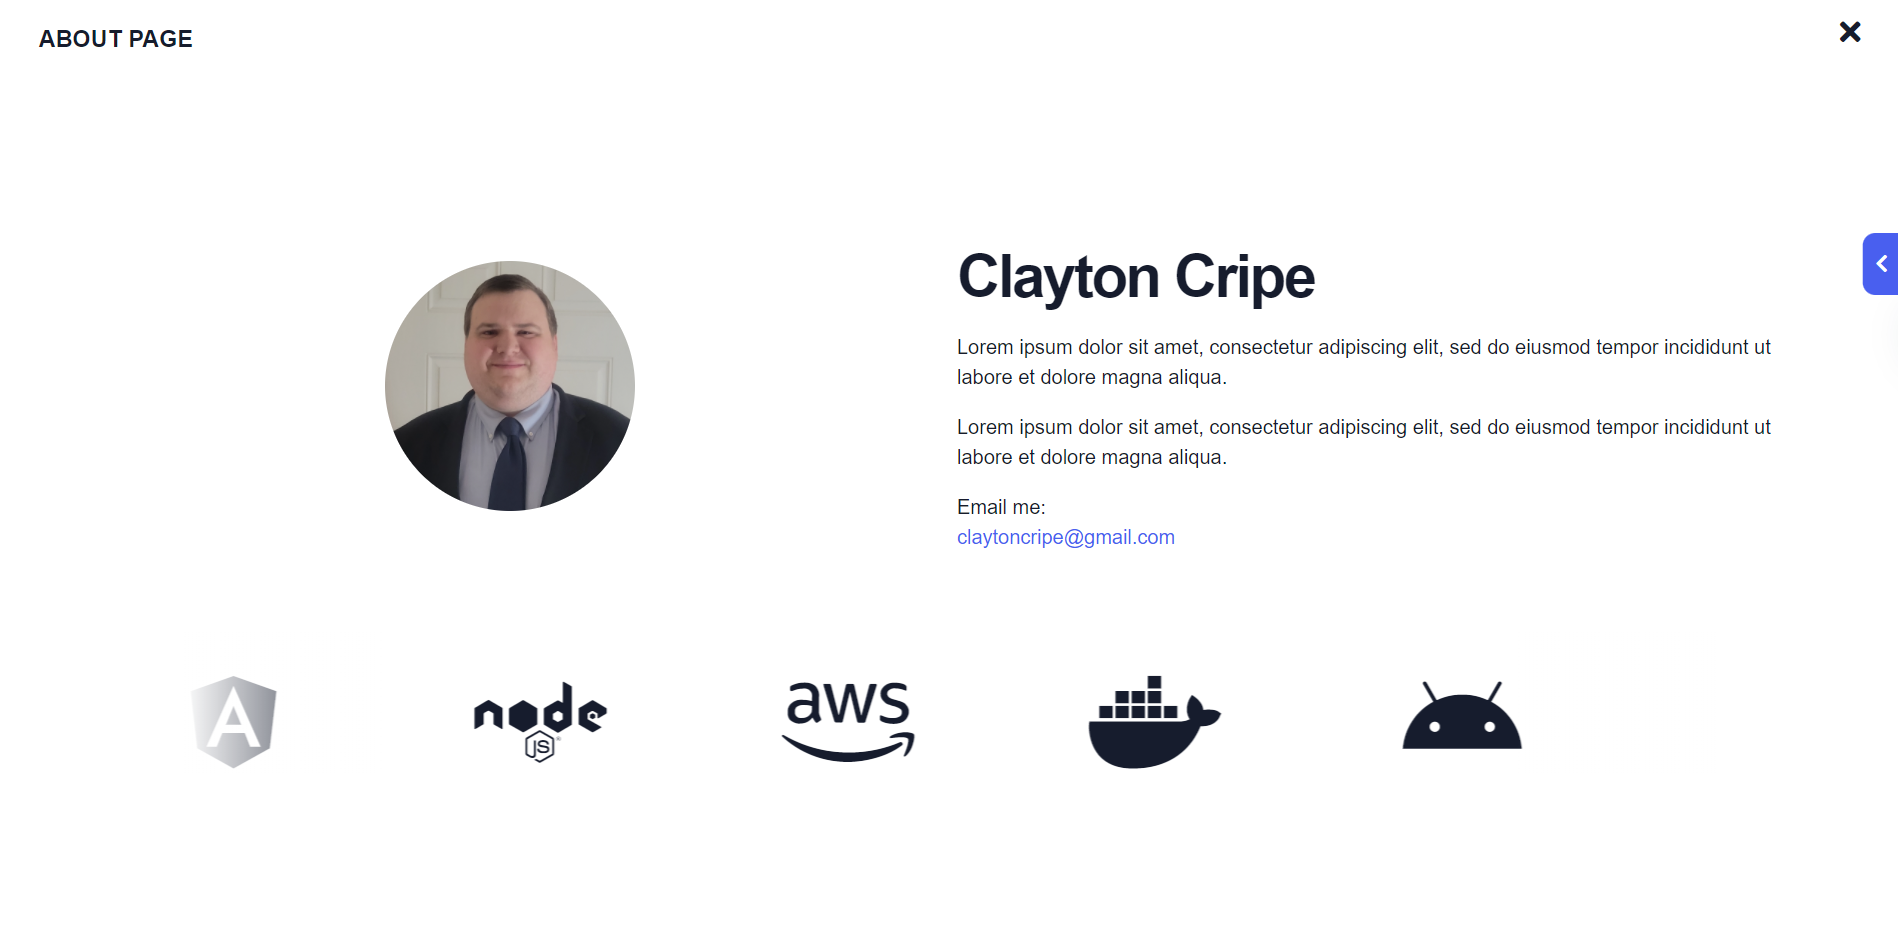 ABOUT PAGE
Clayton Cripe
Lorem ipsum dolor sit amet, consectetur adipiscing elit, sed do eiusmod tempor incididunt ut
labore et dolore magna aliqua.
Lorem ipsum dolor sit amet, consectetur adipiscing elit, sed do eiusmod tempor incididunt ut
labore et dolore magna aliqua.
Email me:
claytoncripe@gmail.com
A
node
JS
aws